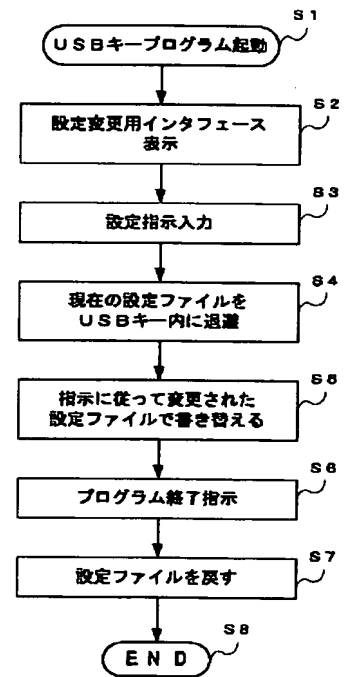 S1
USBキープログラム起動
S2
設定変更用インタフェース
表示
S3
設定指示入力
S4
現在の設定ファイルを
USBキー内に退避
S5
指示に従って変更された
設定ファイルで書き替える
S6
プログラム終了指示
S7
設定ファイルを戻す
S8
END